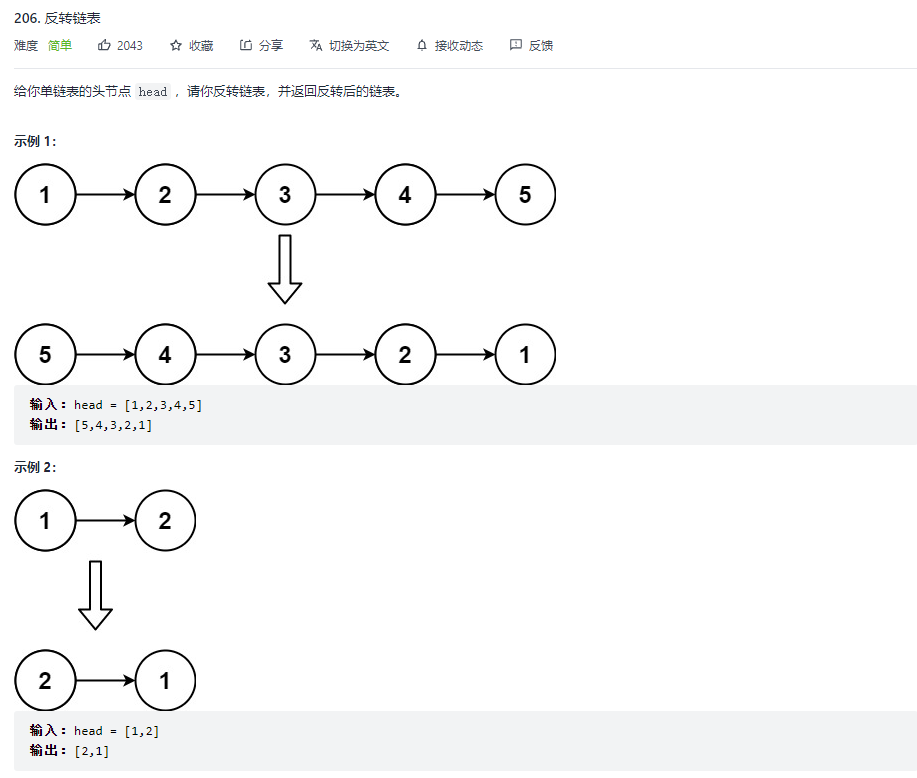 206. 反转链表
难度 简单 2043 收藏 分享 切换为英文 接收动态 反馈
给你单链表的头节点 head ，请你反转链表，并返回反转后的链表。
示例 1：
1 2 3 4 5
5 4 3 2 1
输入：head = [1,2,3,4,5]
输出：[5,4,3,2,1]
示例 2：
1 2
2 1
输入：head = [1,2]
输出：[2,1]